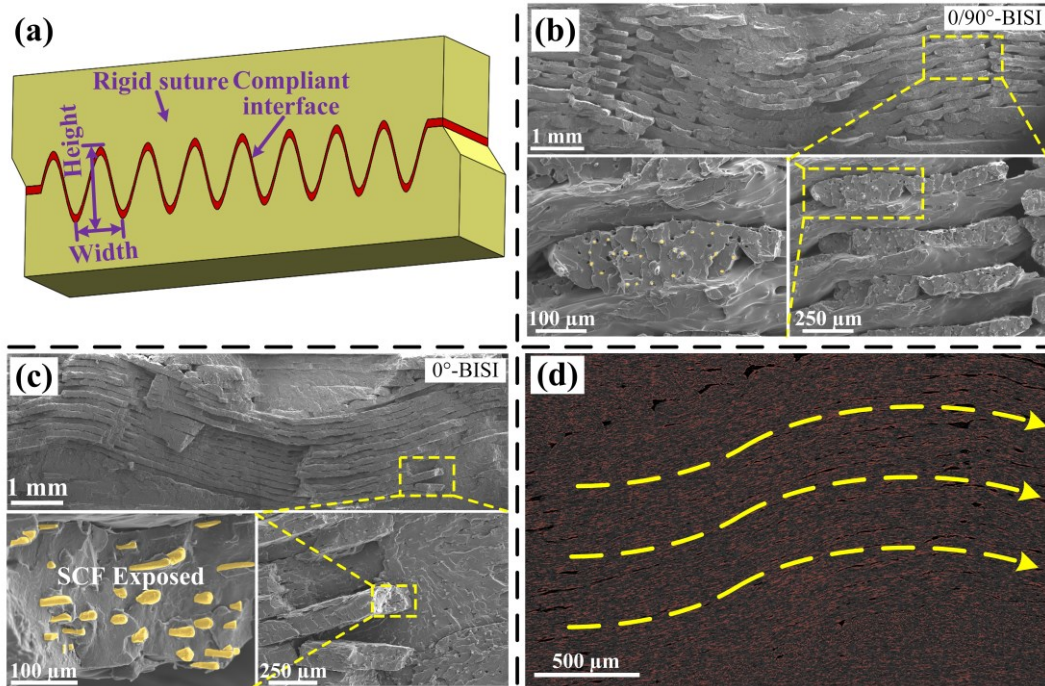 (a)
Rigid suture Compliant
interface
Height
Width
(b)
0/90°-BISI
1 mm
100 μm
250 μm
(c)
0°-BISI
1 mm
SCF Exposed
100 μm
250 μm
(d)
500 μm